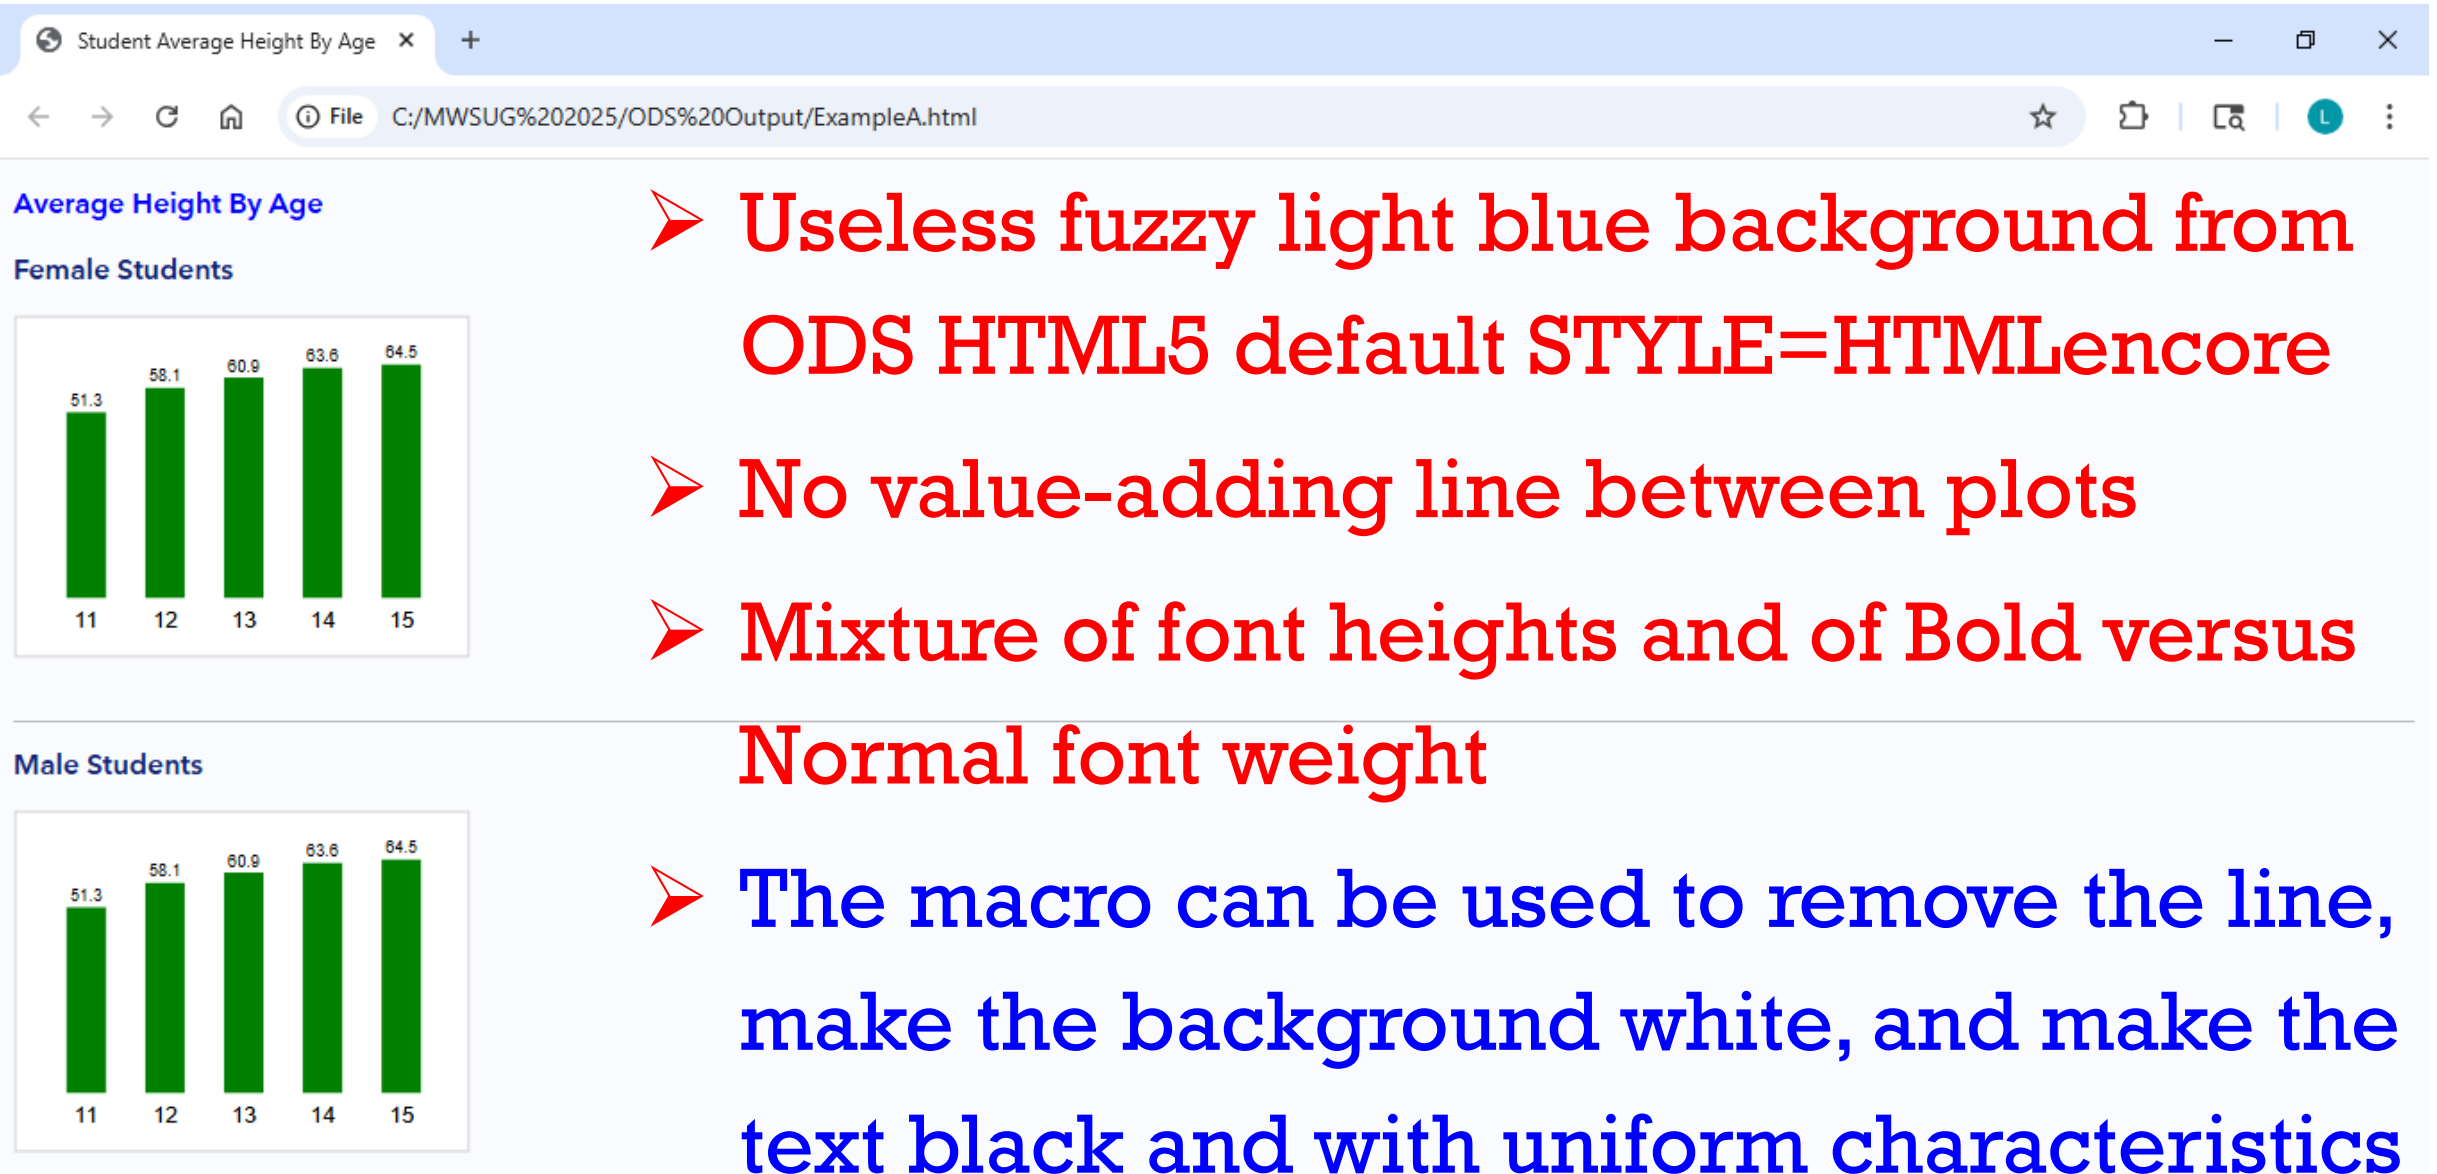 Student Average Height By Age
File C:/MWSUG%202025/ODS%20Output/ExampleA.html
L
Average Height By Age
Female Students
51.3 58.1 60.9 63.6 64.5
11 12 13 14 15
Male Students
51.3 58.1 60.9 63.6 64.5
11 12 13 14 15
Useless fuzzy light blue background from
ODS HTML5 default STYLE=HTMLencore
No value-adding line between plots
Mixture of font heights and of Bold versus
Normal font weight
The macro can be used to remove the line,
make the background white, and make the
text black and with uniform characteristics